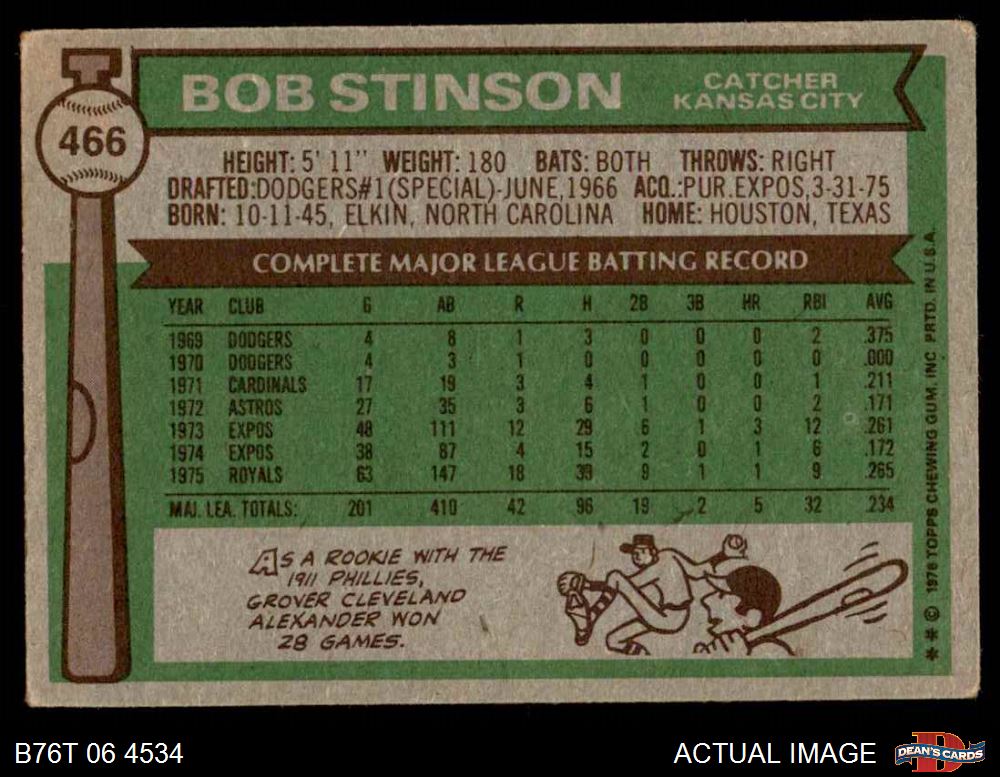 466
BOB STINSON
CATCHER
KANSAS CITY
HEIGHT: 5' 11" WEIGHT: 180 BATS: BOTH THROWS: RIGHT
DRAFTED:DODGERS#1(SPECIAL)-JUNE,1966 ACQ.:PUR.EXPOS,3-31-75
BORN: 10-11-45, ELKIN, NORTH CAROLINA HOME: HOUSTON, TEXAS
COMPLETE MAJOR LEAGUE BATTING RECORD
YEAR CLUB G AB R H 2B 3B HR RBI AVG
1969 DODGERS 4 8 1 3 0 0 0 2 .375
1970 DODGERS 4 3 1 0 0 0 0 0 .000
1971 CARDINALS 17 19 3 4 1 0 0 1 .211
1972 ASTROS 27 35 3 6 1 0 0 2 .171
1973 EXPOS 48 111 12 29 6 1 3 12 .261
1974 EXPOS 38 87 4 15 2 0 1 6 .172
1975 ROYALS 63 147 18 39 9 1 1 9 .265
MAJ. LEA. TOTALS: 201 410 42 96 19 2 5 32 .234
AS A ROOKIE WITH THE
1911 PHILLIES,
GROVER CLEVELAND
ALEXANDER WON
28 GAMES.
* * © 1976 TOPPS CHEWING GUM, INC PRTD. IN U.S.A.
B76T 06 4534
ACTUAL IMAGE
DEAN'S CARDS